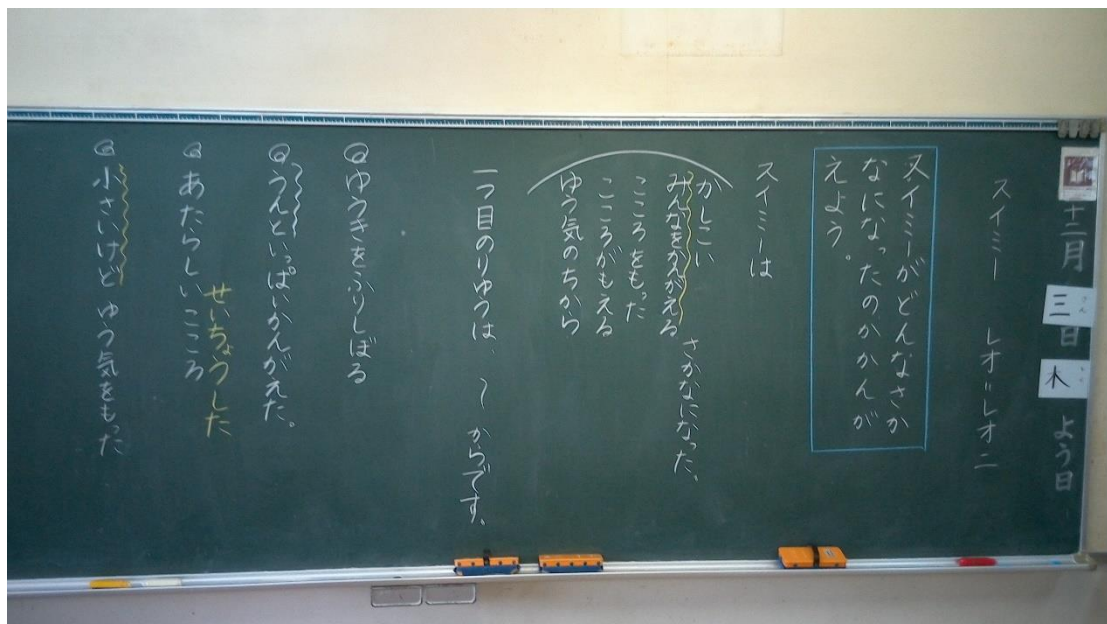 十二月三日木よう日
スイミー レオ=レオニ
スイミーがどんなさか
なになったのかかんが
えよう。
スイミーは
かしこい
みんなをかんがえる さかなになった。
こころをもった
こころがもえる
ゆう気のちから
一つ目のりゆうは、〜からです。
ゆうきをふりしぼる
うんといっぱいかんがえた。
せいちょうした
あたらしいこころ
小さいけど ゆう気をもった